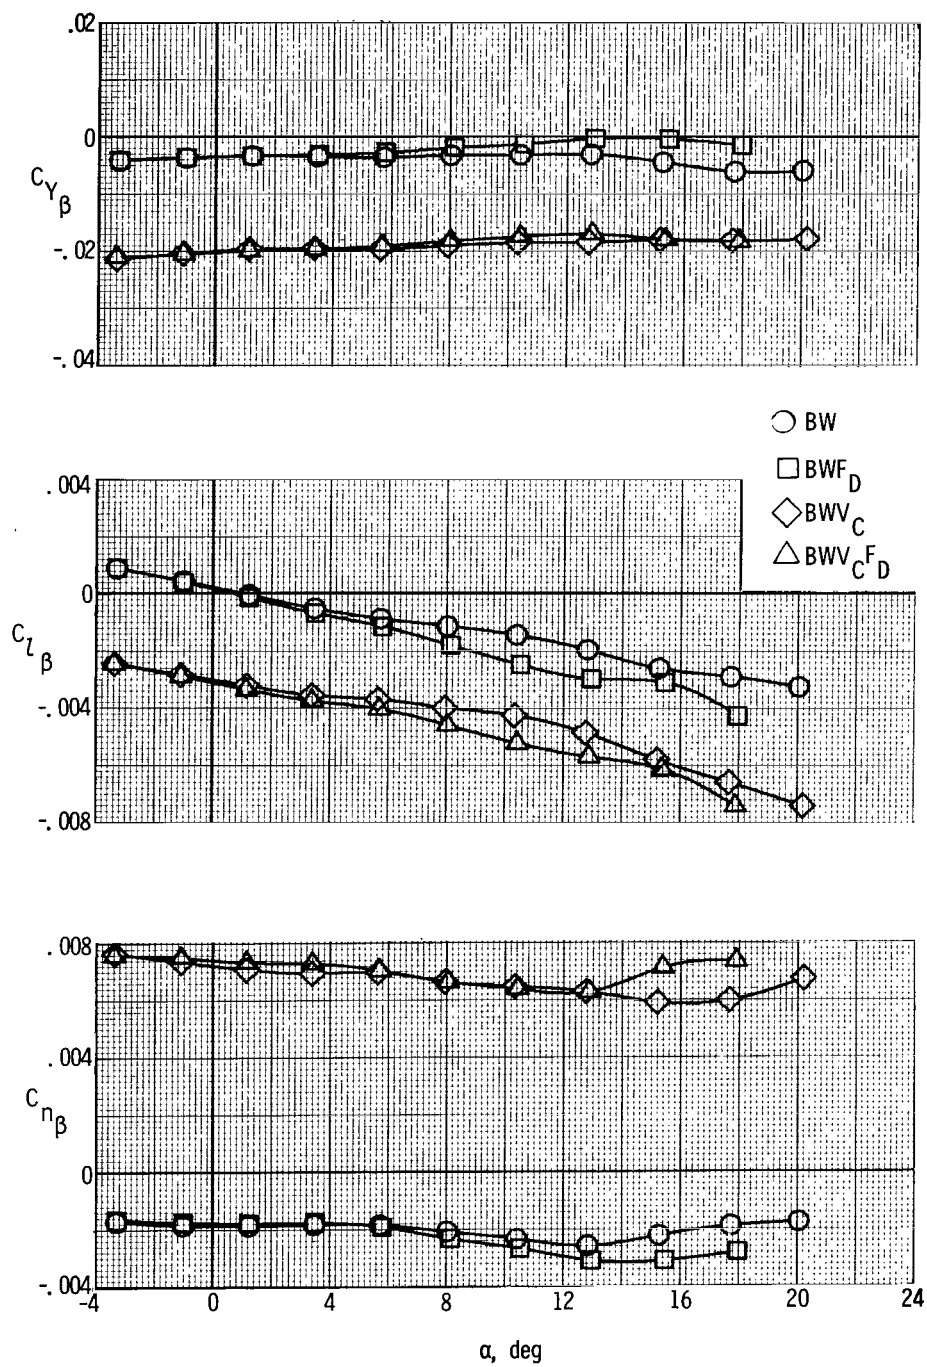 .02
0
-.02
-.04
C_Yβ
○ BW
□ BWF_D
◇ BWV_C
△ BWV_CF_D
.004
0
-.004
-.008
C_lβ
.008
.004
0
-.004
C_nβ
-4 0 4 8 12 16 20 24
α, deg